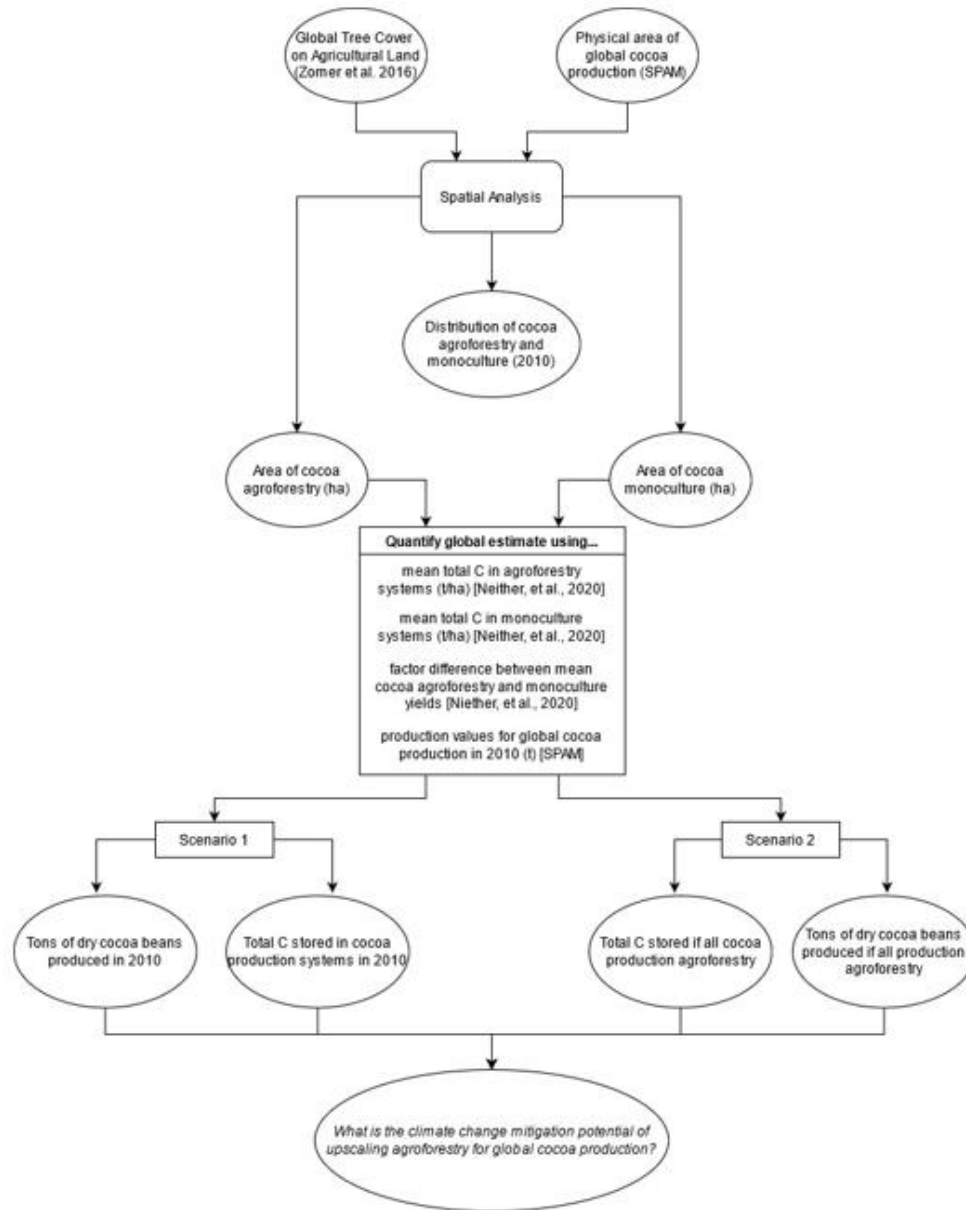 Global Tree Cover
on Agricultural Land
(Zomer et al. 2016)
Physical area of
global cocoa
production (SPAM)
Spatial Analysis
Distribution of cocoa
agroforestry and
monoculture (2010)
Area of cocoa
agroforestry (ha)
Area of cocoa
monoculture (ha)
Quantify global estimate using...
mean total C in agroforestry
systems (t/ha) [Neither, et al., 2020]
mean total C in monoculture
systems (t/ha) [Neither, et al., 2020]
factor difference between mean
cocoa agroforestry and monoculture
yields [Niether, et al., 2020]
production values for global cocoa
production in 2010 (t) [SPAM]
Scenario 1
Scenario 2
Tons of dry cocoa beans
produced in 2010
Total C stored in cocoa
production systems in 2010
Total C stored if all cocoa
production agroforestry
Tons of dry cocoa beans
produced if all production
agroforestry
What is the climate change mitigation potential of
upscaling agroforestry for global cocoa production?